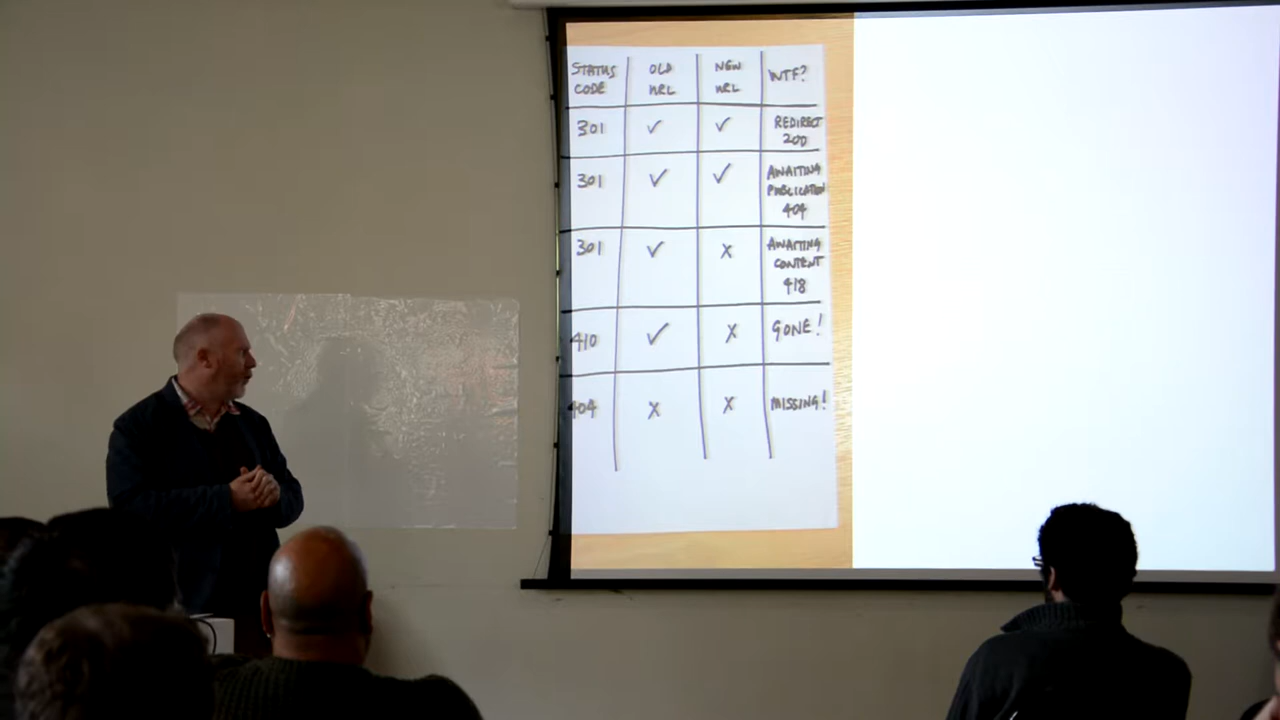 STATUS CODE | OLD URL | NEW URL | WTF?
301 | ✓ | ✓ | REDIRECT 200
301 | ✓ | ✓ | AWAITING PUBLICATION 404
301 | ✓ | X | AWAITING CONTENT 418
410 | ✓ | X | GONE!
404 | X | X | MISSING!